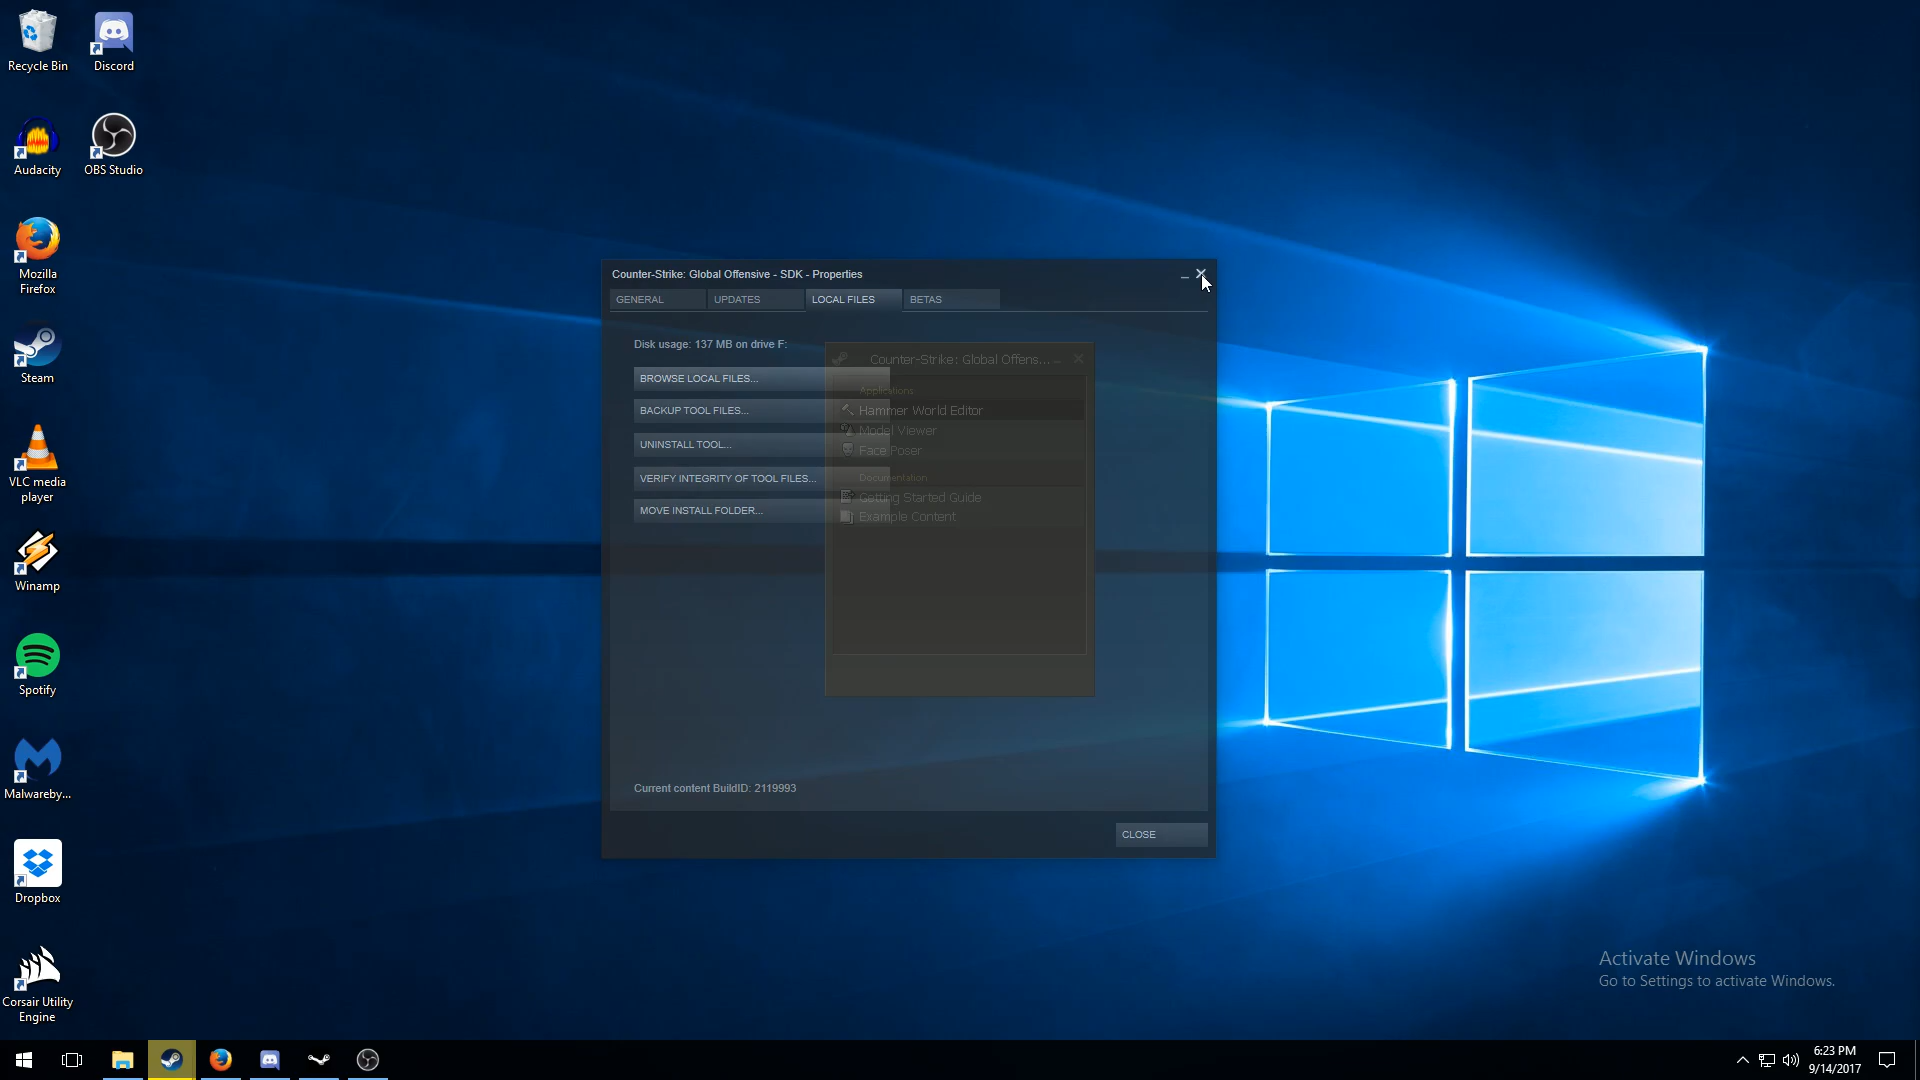 Recycle Bin
Discord
Audacity
OBS Studio
Mozilla
Firefox
Steam
VLC media
player
Winamp
Spotify
Malwareby...
Dropbox
Corsair Utility
Engine
Counter-Strike: Global Offensive - SDK - Properties
GENERAL
UPDATES
LOCAL FILES
BETAS
Disk usage: 137 MB on drive F:
BROWSE LOCAL FILES...
BACKUP TOOL FILES...
UNINSTALL TOOL...
VERIFY INTEGRITY OF TOOL FILES...
MOVE INSTALL FOLDER...
Current content BuildID: 2119993
CLOSE
Counter-Strike: Global Offens...
Applications
Hammer World Editor
Model Viewer
Face Poser
Documentation
Getting Started Guide
Example Content
Activate Windows
Go to Settings to activate Windows.
6:23 PM
9/14/2017